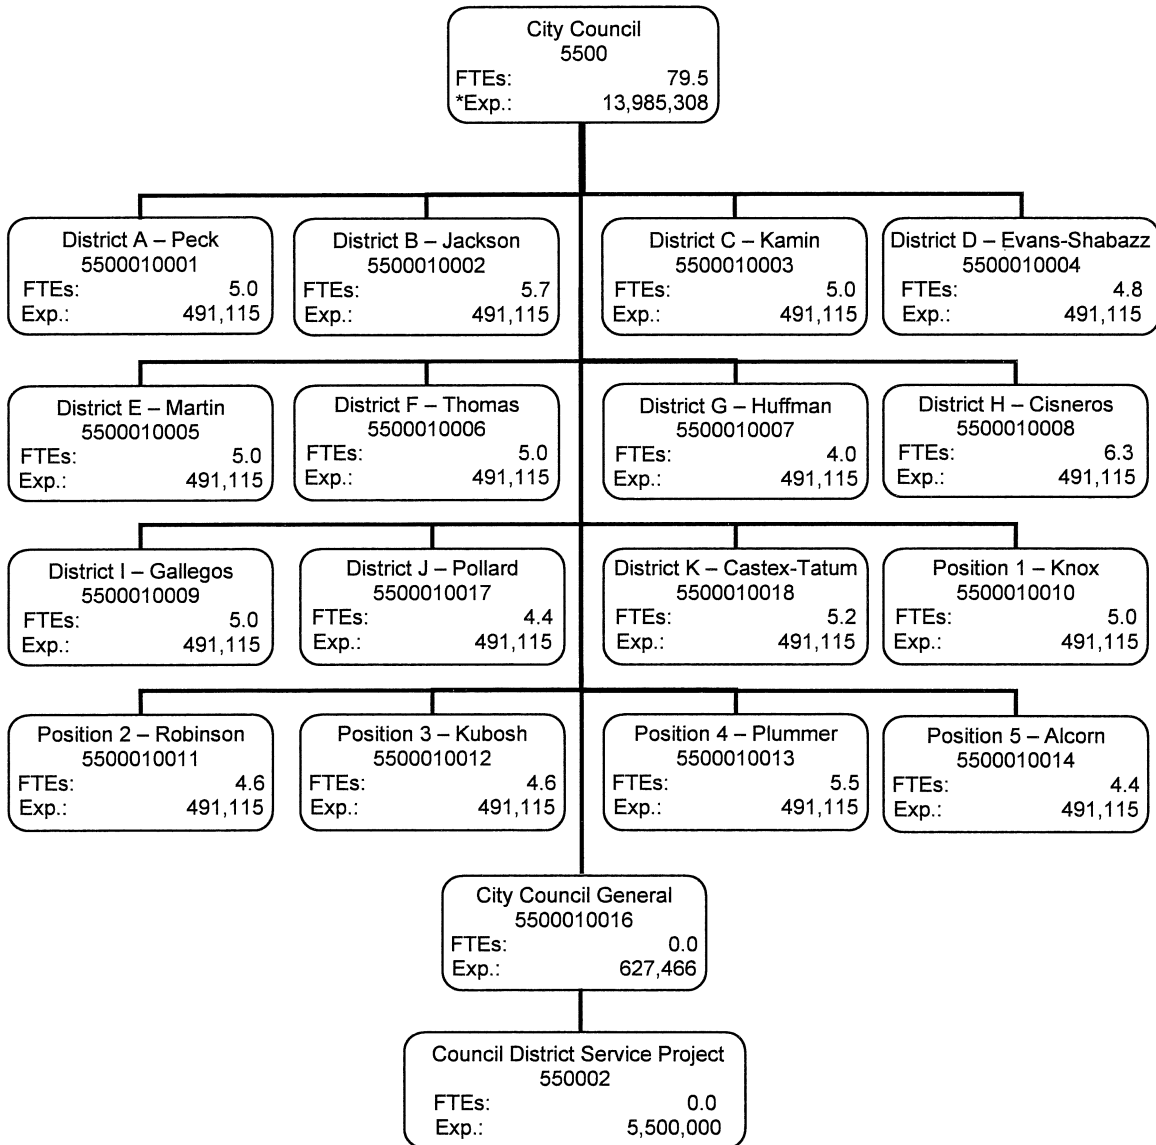 City Council
5500
FTEs: 79.5
*Exp.: 13,985,308
District A – Peck
5500010001
FTEs: 5.0
Exp.: 491,115
District B – Jackson
5500010002
FTEs: 5.7
Exp.: 491,115
District C – Kamin
5500010003
FTEs: 5.0
Exp.: 491,115
District D – Evans-Shabazz
5500010004
FTEs: 4.8
Exp.: 491,115
District E – Martin
5500010005
FTEs: 5.0
Exp.: 491,115
District F – Thomas
5500010006
FTEs: 5.0
Exp.: 491,115
District G – Huffman
5500010007
FTEs: 4.0
Exp.: 491,115
District H – Cisneros
5500010008
FTEs: 6.3
Exp.: 491,115
District I – Gallegos
5500010009
FTEs: 5.0
Exp.: 491,115
District J – Pollard
5500010017
FTEs: 4.4
Exp.: 491,115
District K – Castex-Tatum
5500010018
FTEs: 5.2
Exp.: 491,115
Position 1 – Knox
5500010010
FTEs: 5.0
Exp.: 491,115
Position 2 – Robinson
5500010011
FTEs: 4.6
Exp.: 491,115
Position 3 – Kubosh
5500010012
FTEs: 4.6
Exp.: 491,115
Position 4 – Plummer
5500010013
FTEs: 5.5
Exp.: 491,115
Position 5 – Alcorn
5500010014
FTEs: 4.4
Exp.: 491,115
City Council General
5500010016
FTEs: 0.0
Exp.: 627,466
Council District Service Project
550002
FTEs: 0.0
Exp.: 5,500,000